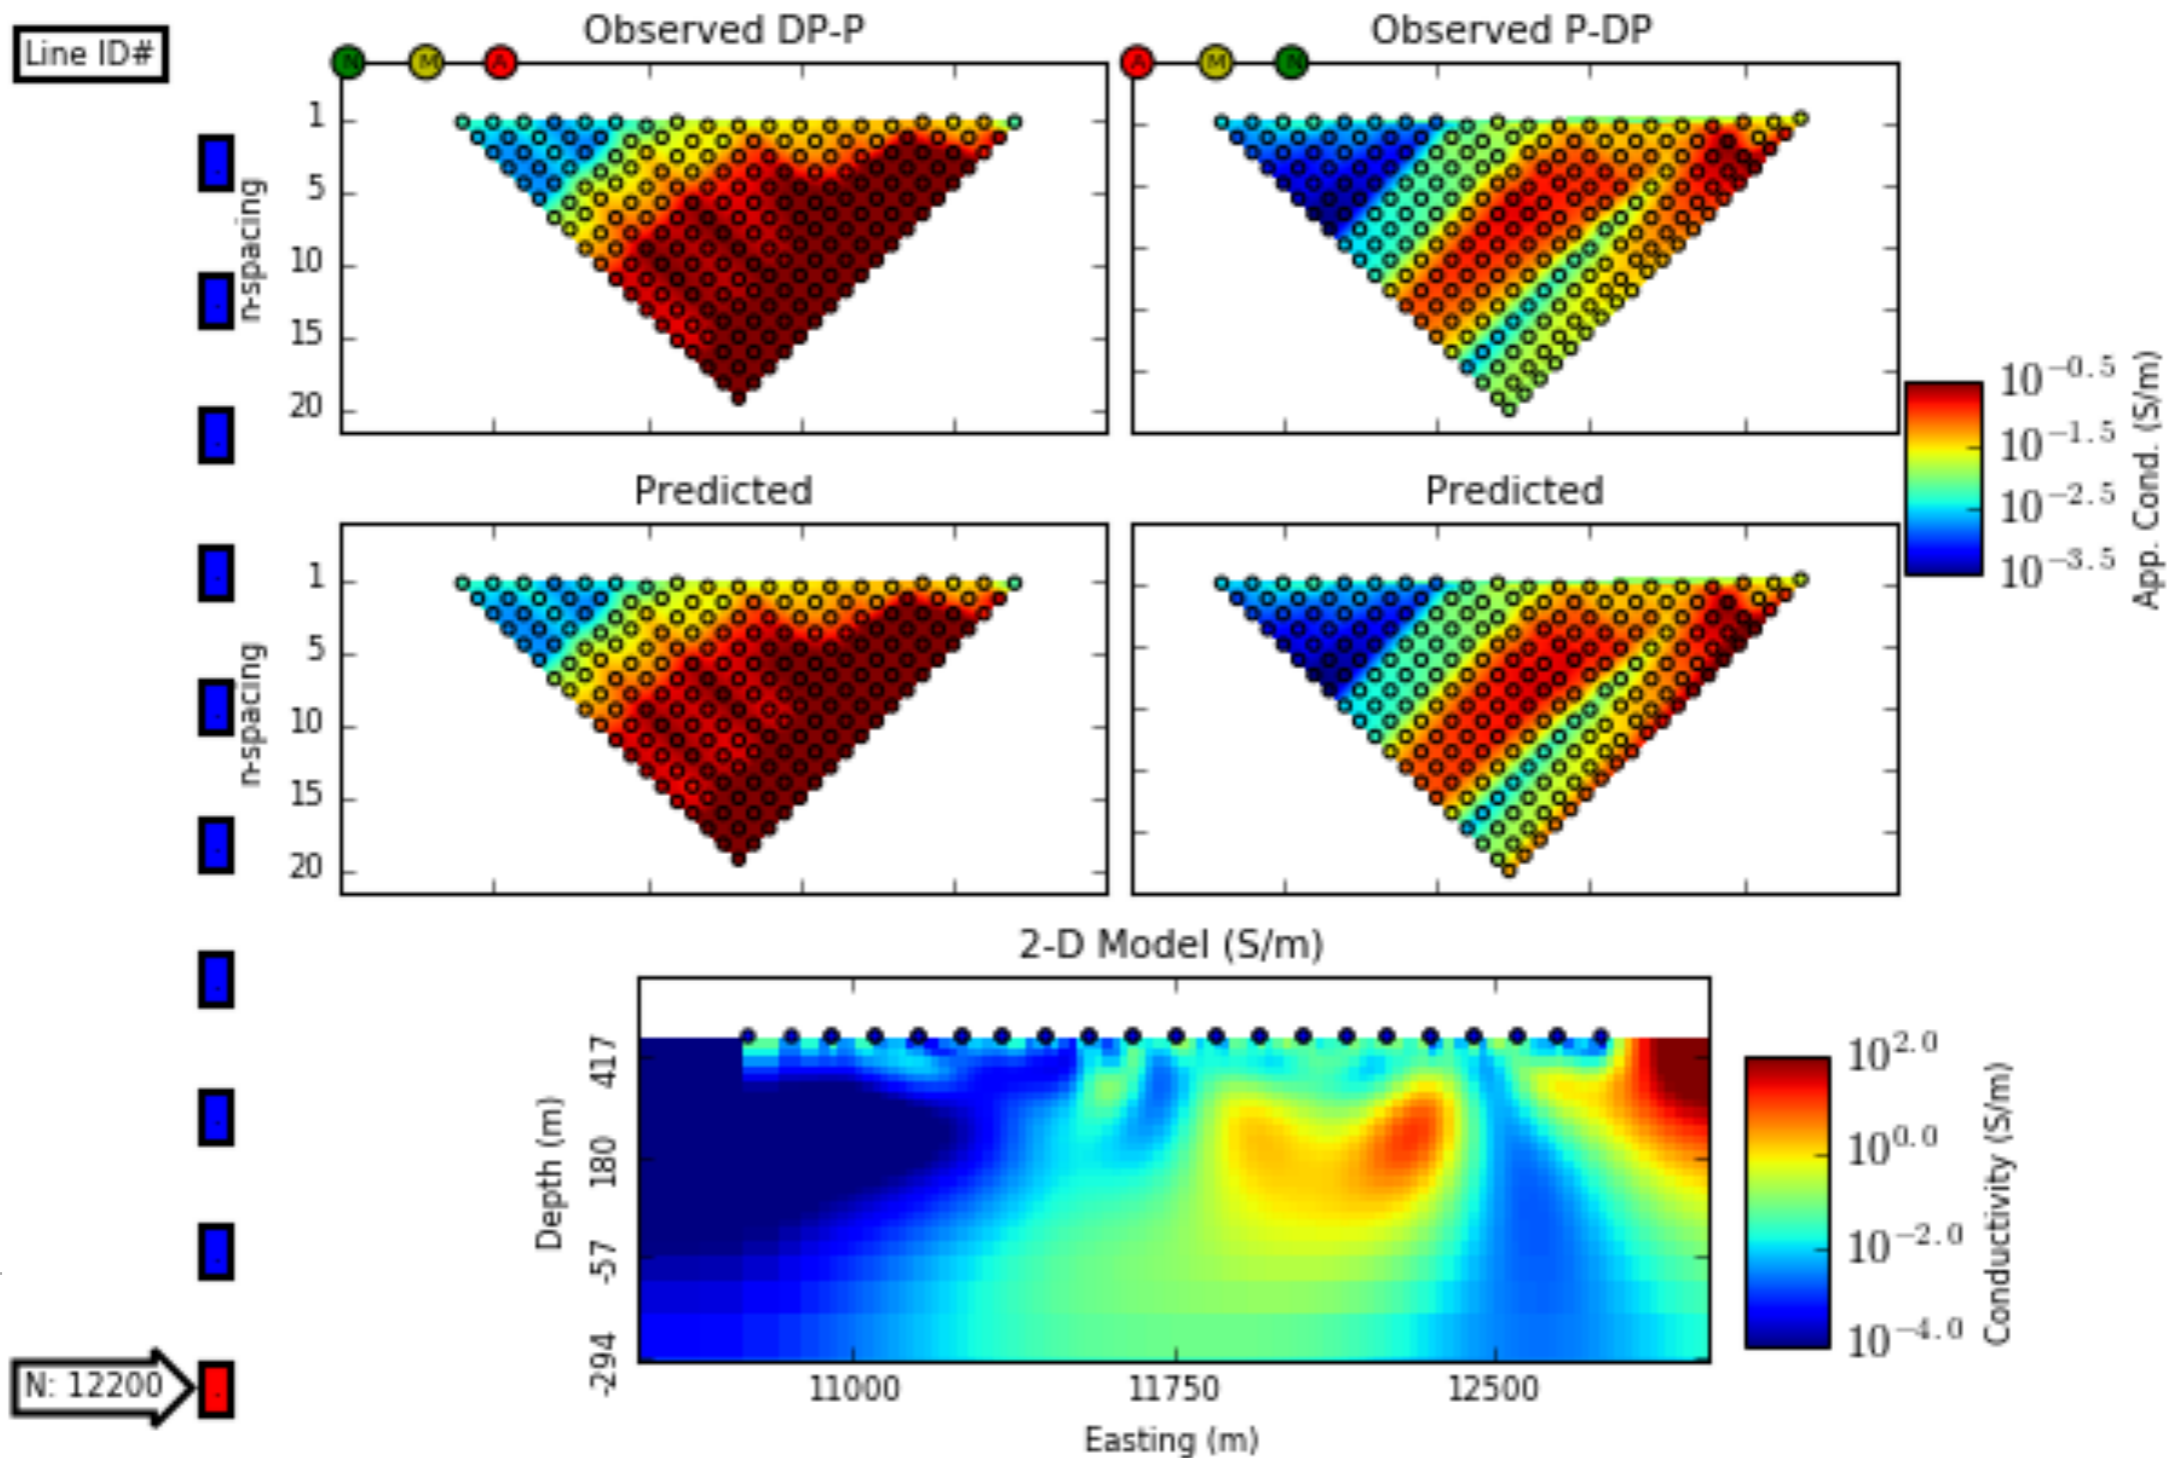 Line ID#
Observed DP-P
Observed P-DP
N M A
A M N
n-spacing
1
5
10
15
20
10^-0.5
10^-1.5
10^-2.5
10^-3.5
App. Cond. (S/m)
Predicted
Predicted
n-spacing
1
5
10
15
20
2-D Model (S/m)
Depth (m)
417
180
-57
-294
11000
11750
12500
Easting (m)
10^2.0
10^0.0
10^-2.0
10^-4.0
Conductivity (S/m)
N: 12200